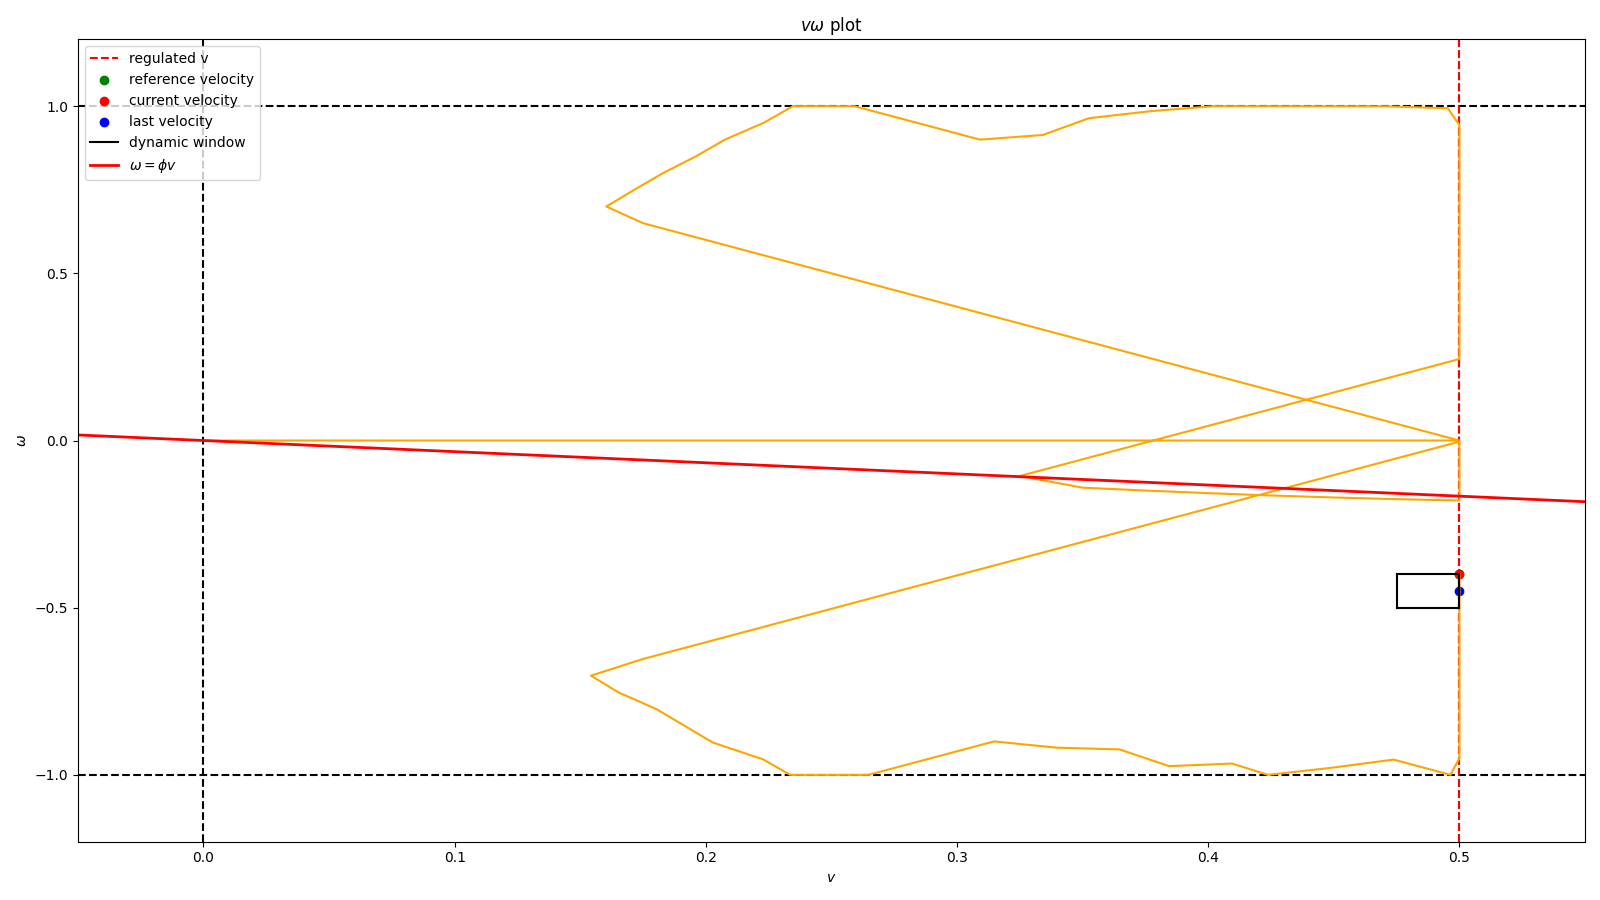 vω plot
regulated v
reference velocity
current velocity
last velocity
dynamic window
ω = ϕv
1.0
0.5
0.0
−0.5
−1.0
ω
0.0 0.1 0.2 0.3 0.4 0.5
v